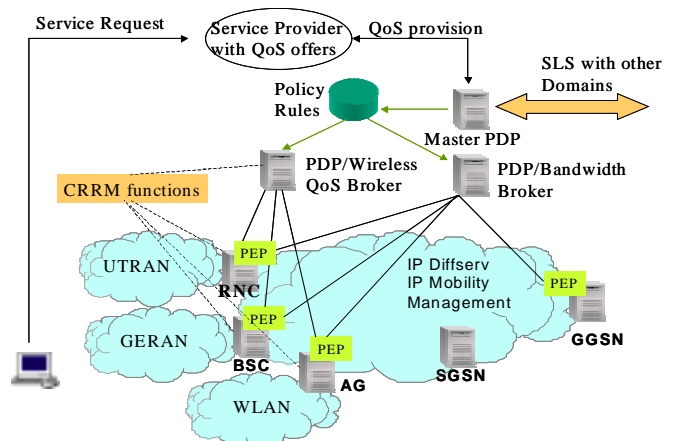 Service Request
Service Provider
with QoS offers
QoS provision
SLS with other
Domains
Policy
Rules
Master PDP
PDP/Wireless
QoS Broker
PDP/Bandwidth
Broker
CRRM functions
UTRAN
PEP
RNC
IP Diffserv
IP Mobility
Management
PEP
GGSN
GERAN
PEP
BSC
PEP
AG
SGSN
WLAN